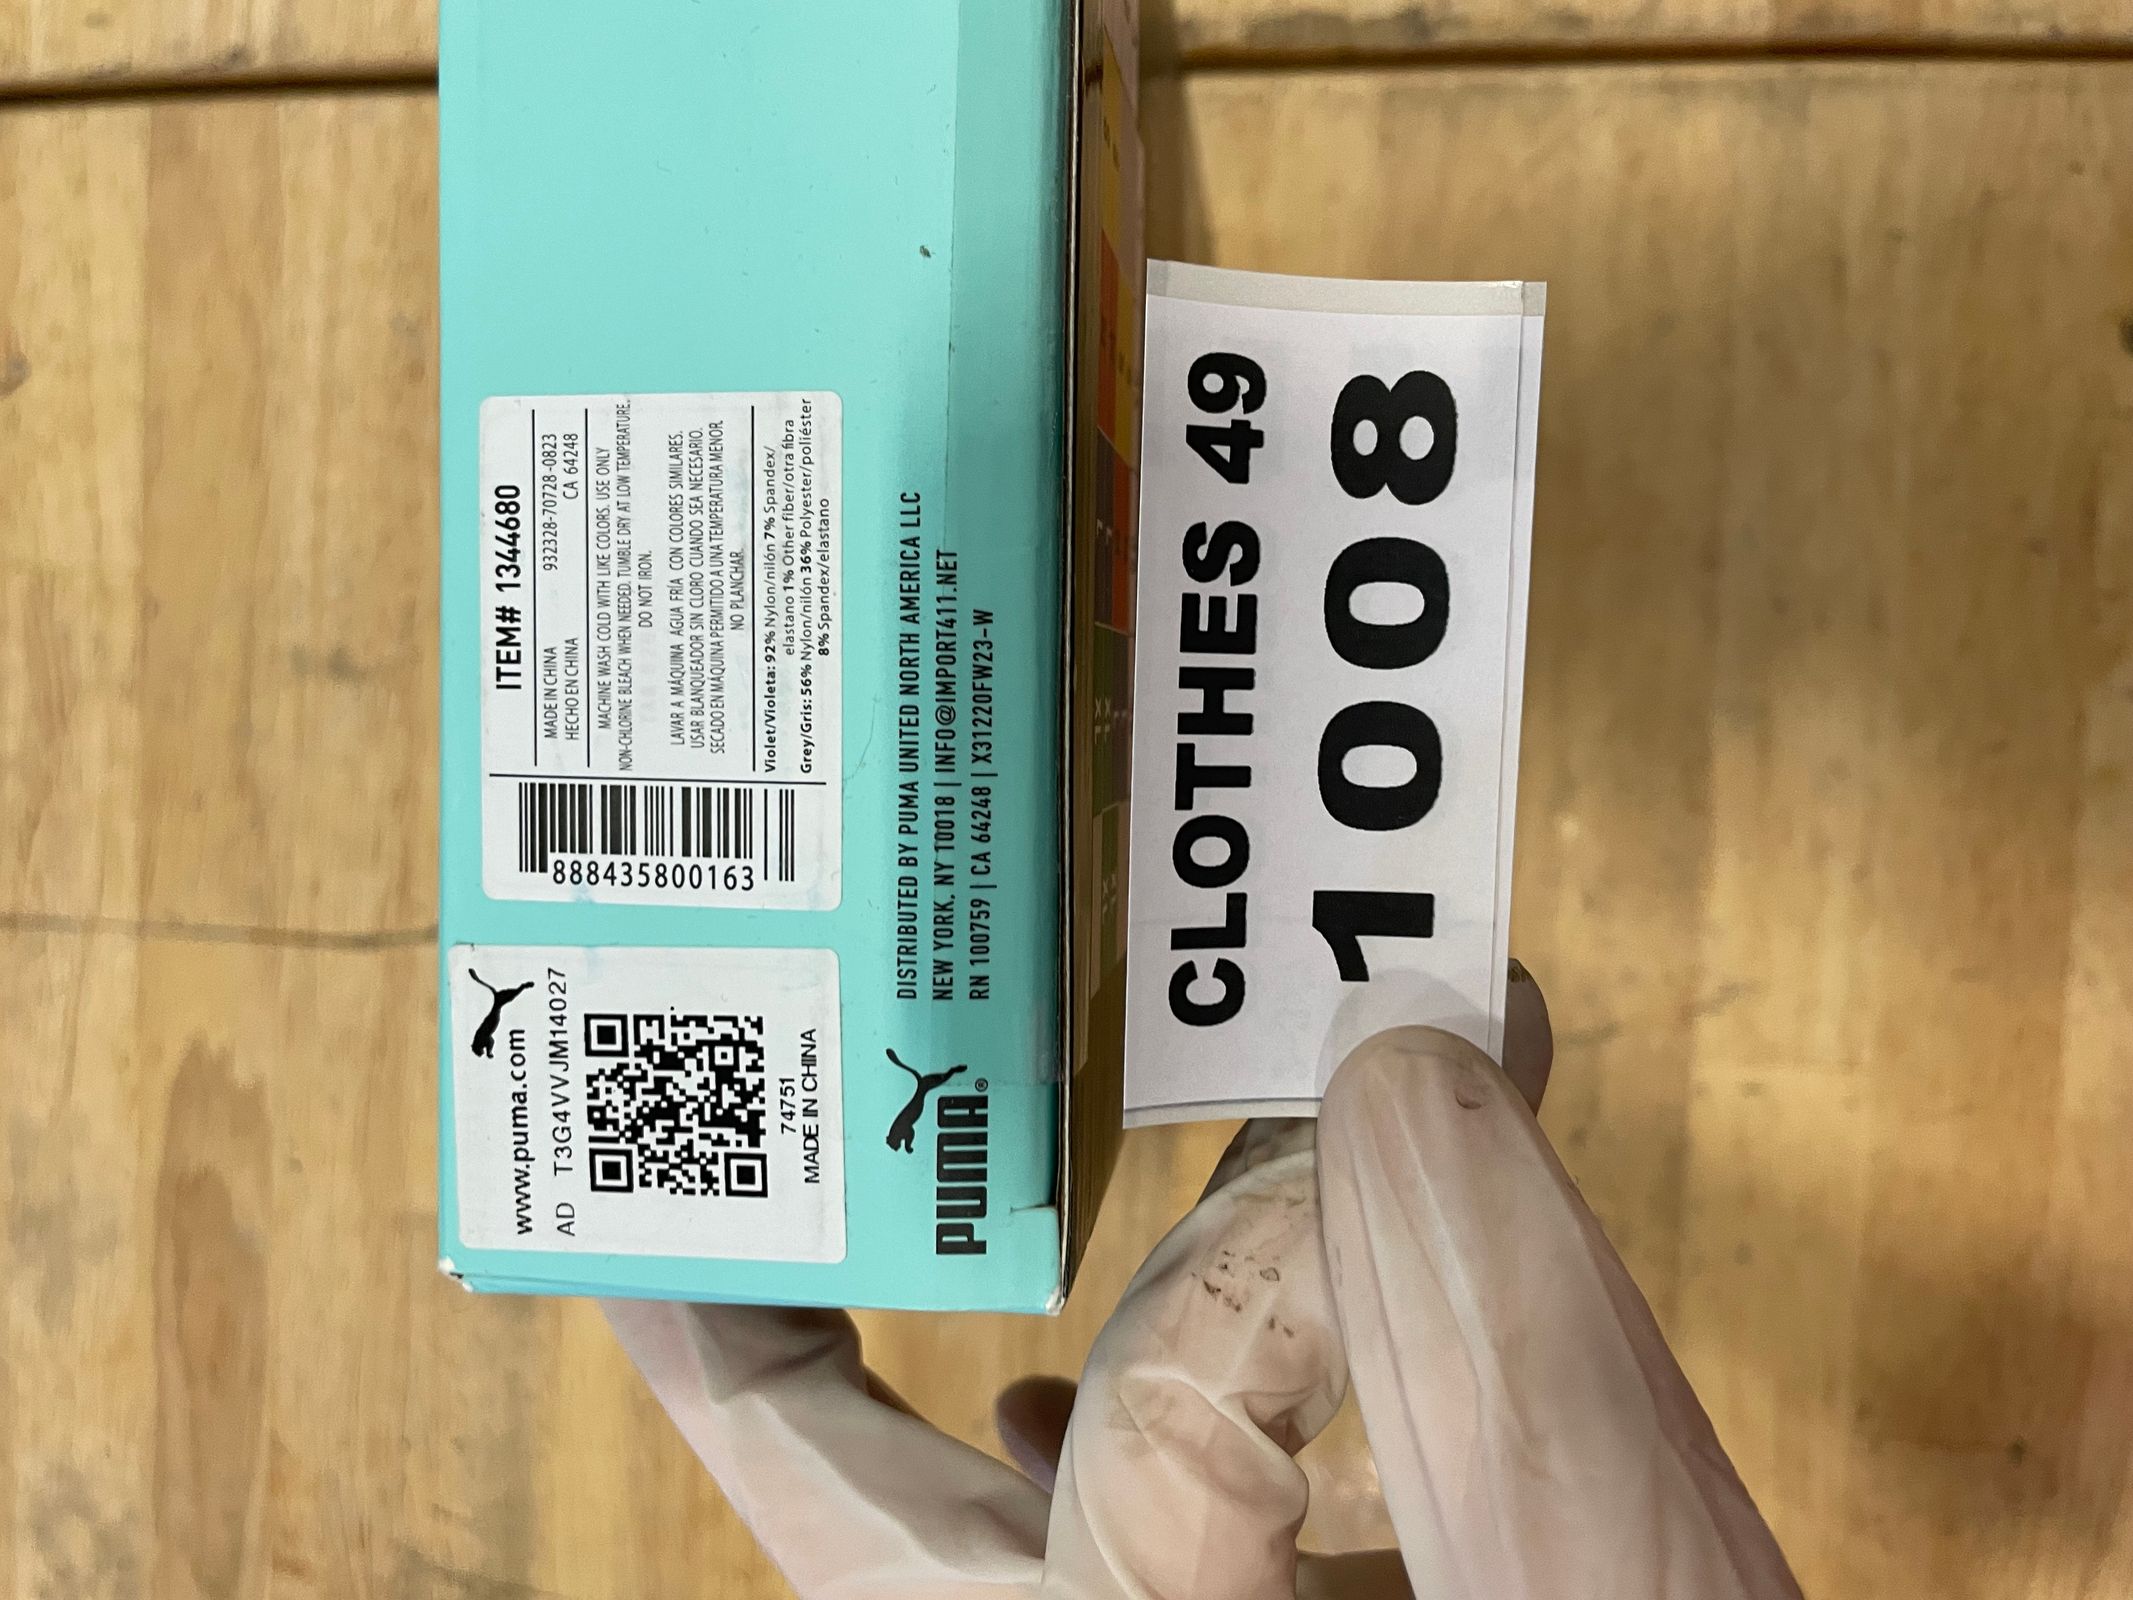 www.puma.com
AD T3G4VVJM14027
74751
MADE IN CHINA
888435800163
ITEM# 1344680
MADE IN CHINA 932328-70728-0823
HECHO EN CHINA CA 64248
MACHINE WASH COLD WITH LIKE COLORS. USE ONLY
NON-CHLORINE BLEACH WHEN NEEDED. TUMBLE DRY AT LOW TEMPERATURE.
DO NOT IRON.
LAVAR A MÁQUINA AGUA FRÍA CON COLORES SIMILARES.
USAR BLANQUEADOR SIN CLORO CUANDO SEA NECESARIO.
SECADO EN MÁQUINA PERMITIDO A UNA TEMPERATURA MENOR
NO PLANCHAR.
Violet/Violeta: 92% Nylon/nilón 7% Spandex/
elastano 1% Other fiber/otra fibra
Grey/Gris: 56% Nylon/nilón 36% Polyester/poliéster
8% Spandex/elastano
PUMA®
DISTRIBUTED BY PUMA UNITED NORTH AMERICA LLC
NEW YORK, NY 10018 | INFO@IMPORT411.NET
RN 100759 | CA 64248 | X31220FW23-W
CLOTHES 49
1008